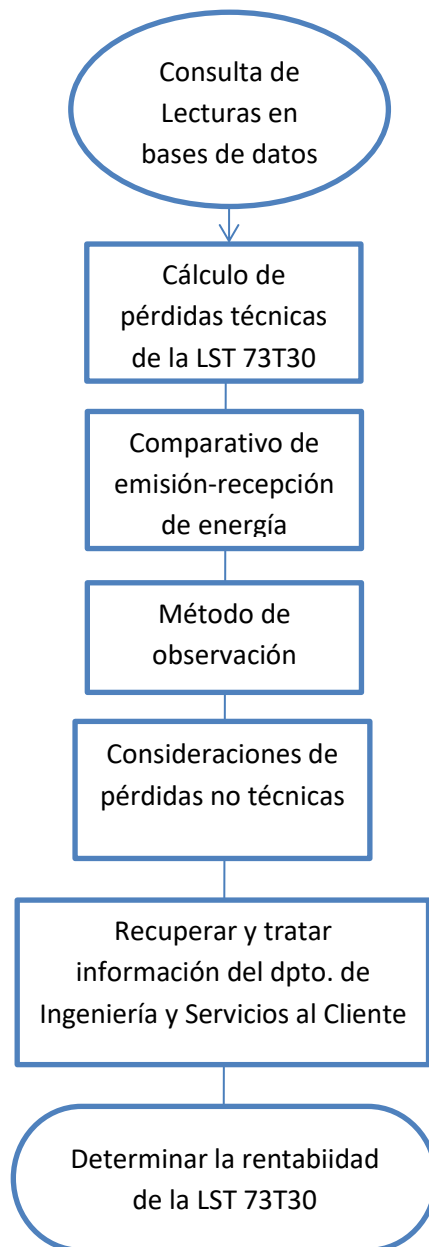 Consulta de
Lecturas en
bases de datos
Cálculo de
pérdidas técnicas
de la LST 73T30
Comparativo de
emisión-recepción
de energía
Método de
observación
Consideraciones de
pérdidas no técnicas
Recuperar y tratar
información del dpto. de
Ingeniería y Servicios al Cliente
Determinar la rentabiidad
de la LST 73T30